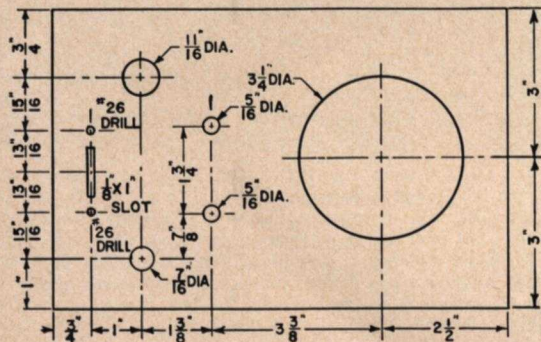 3/4"
11/16" DIA.
3 1/4" DIA.
3"
15/16"
#26
DRILL
5/16" DIA.
13/16"
3/4"
1/8" X 1"
SLOT
13/16"
5/16" DIA.
#26
DRILL
7/8"
15/16"
7/16" DIA
3"
1"
3/4"
1"
1 3/8"
3 3/8"
2 1/2"